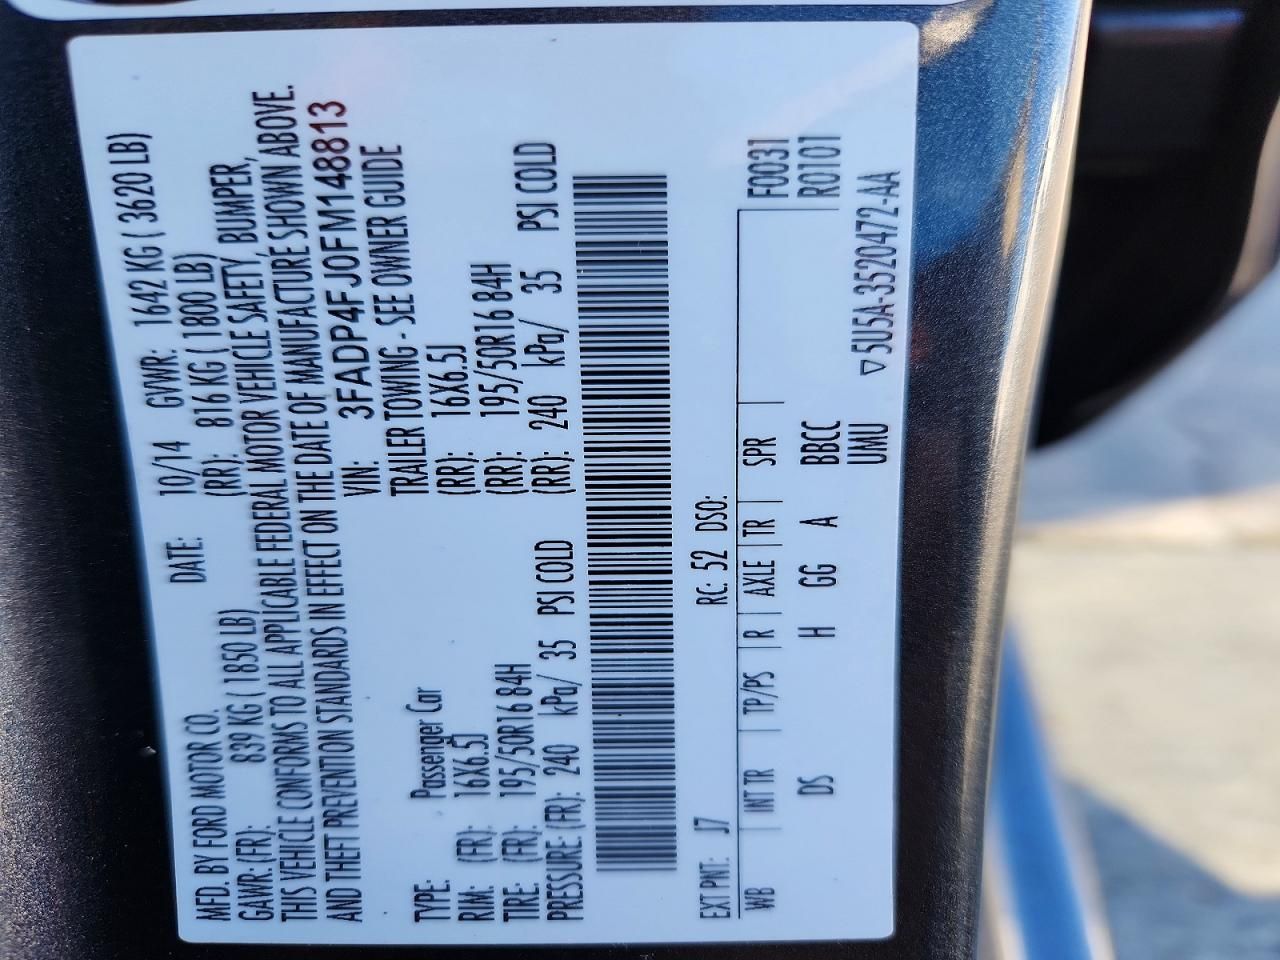 MFD. BY FORD MOTOR CO. DATE: 10/14 GVWR: 1642 KG ( 3620 LB)
GAWR: (FR): 839 KG ( 1850 LB) (RR): 816 KG ( 1800 LB)
THIS VEHICLE CONFORMS TO ALL APPLICABLE FEDERAL MOTOR VEHICLE SAFETY, BUMPER,
AND THEFT PREVENTION STANDARDS IN EFFECT ON THE DATE OF MANUFACTURE SHOWN ABOVE.
VIN: 3FADP4FJ0FM148813
TYPE: Passenger Car TRAILER TOWING - SEE OWNER GUIDE
RIM: (FR): 16X6.5J (RR): 16X6.5J
TIRE: (FR): 195/50R16 84H (RR): 195/50R16 84H
PRESSURE: (FR): 240 kPa/ 35 PSI COLD (RR): 240 kPa/ 35 PSI COLD
EXT PNT: J7 RC: 52 DSO: F0031
WB INT TR TP/PS R AXLE TR SPR R0101
DS H GG A BBCC
UMU ▽5U5A-3520472-AA